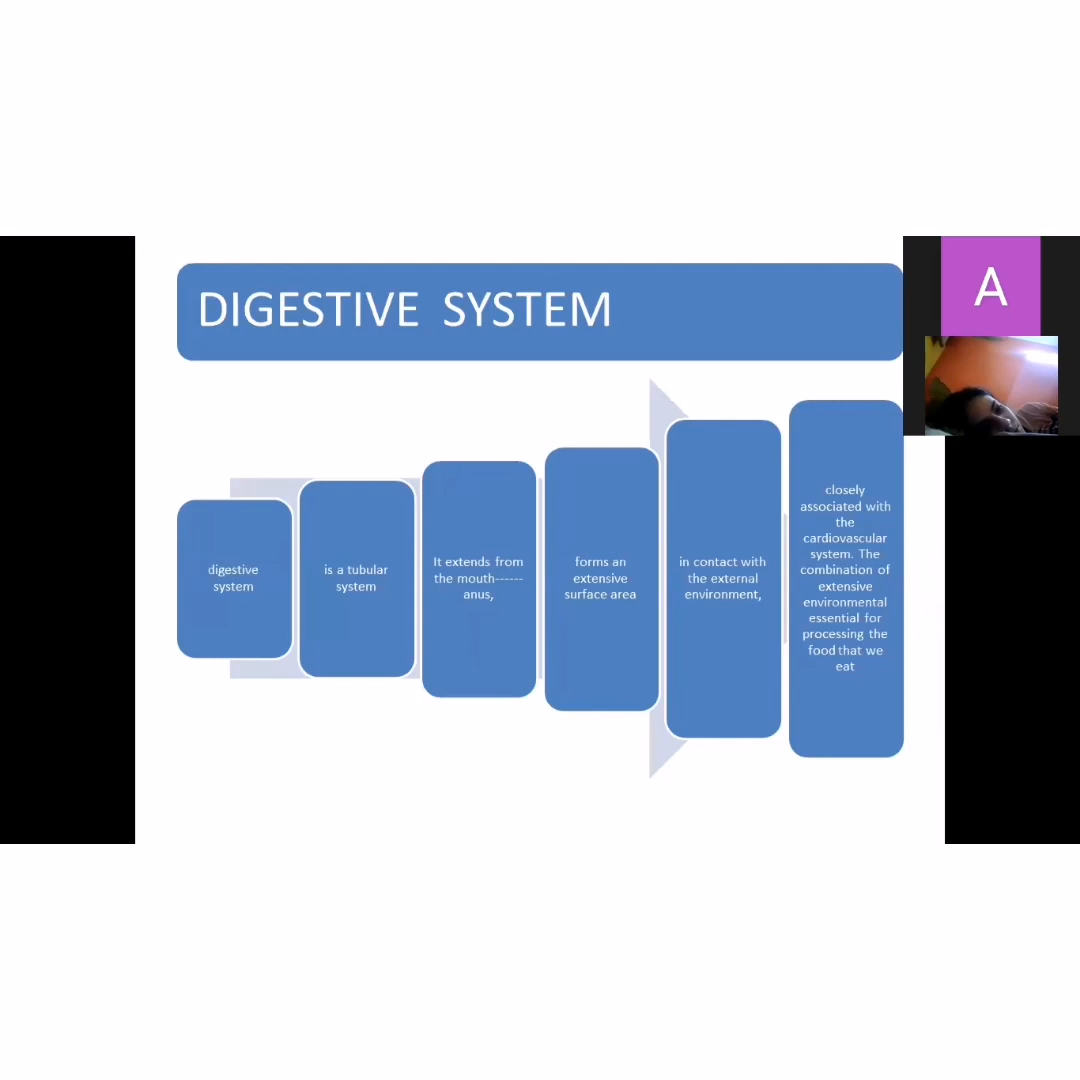 DIGESTIVE SYSTEM
A
digestive
system
is a tubular
system
It extends from
the mouth------
anus,
forms an
extensive
surface area
in contact with
the external
environment,
closely
associated with
the
cardiovascular
system. The
combination of
extensive
environmental
essential for
processing the
food that we
eat